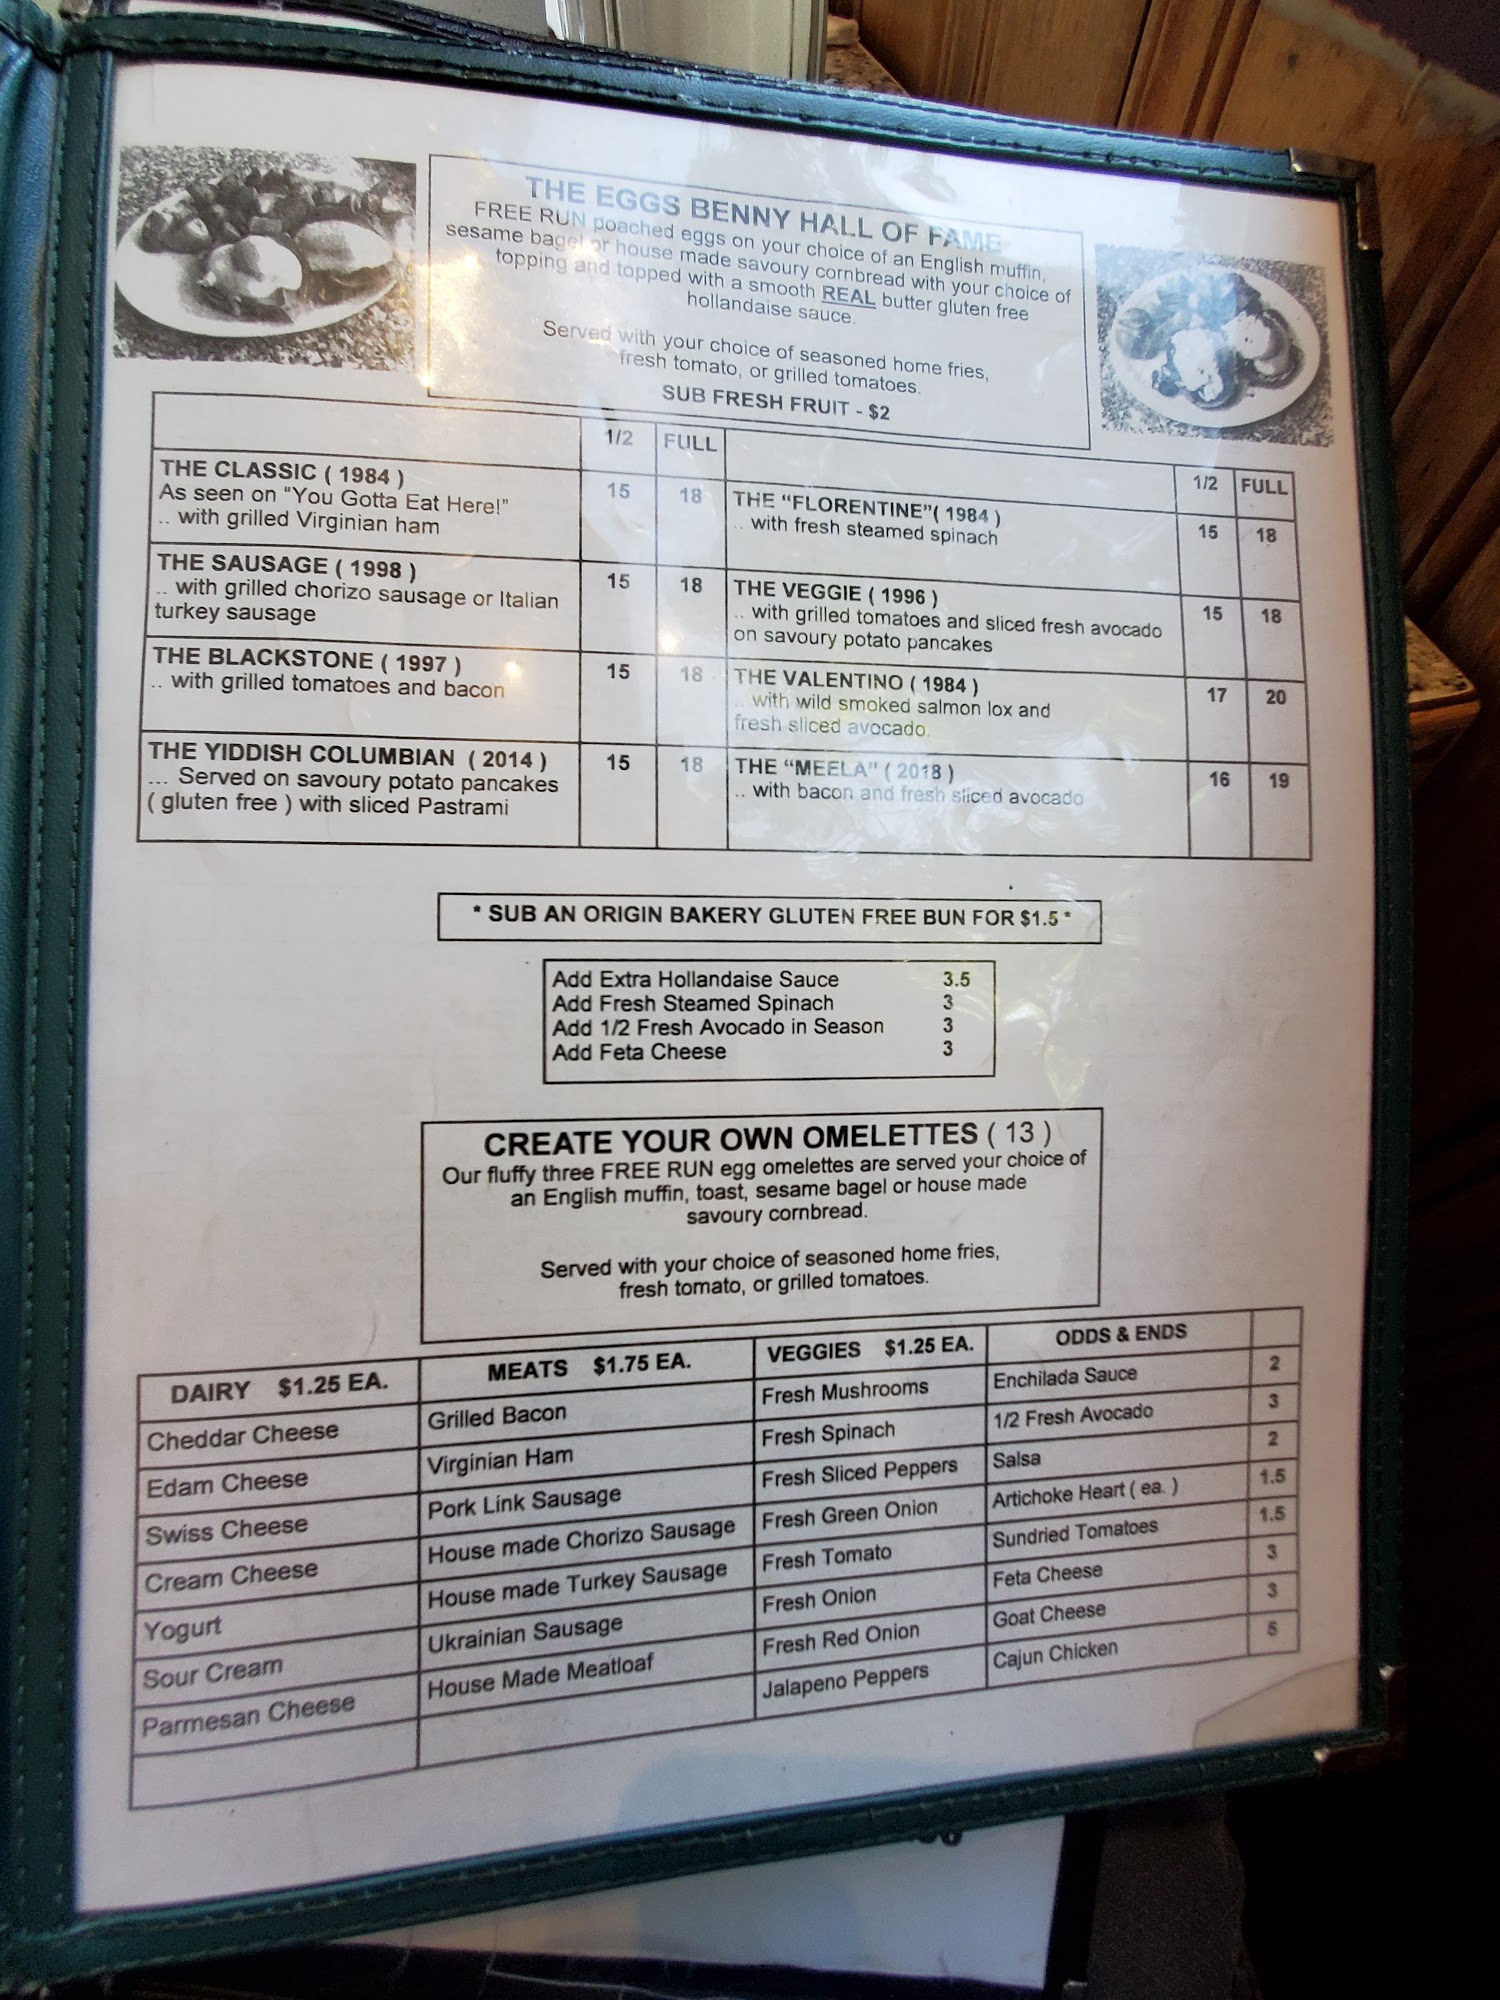 THE EGGS BENNY HALL OF FAME
FREE RUN poached eggs on your choice of an English muffin,
sesame bagel or house made savoury cornbread with your choice of
topping and topped with a smooth REAL butter gluten free
hollandaise sauce.
Served with your choice of seasoned home fries,
fresh tomato, or grilled tomatoes.
SUB FRESH FRUIT - $2
1/2 FULL
THE CLASSIC ( 1984 ) 15 18
As seen on "You Gotta Eat Here!"
.. with grilled Virginian ham
THE SAUSAGE ( 1998 ) 15 18
.. with grilled chorizo sausage or Italian
turkey sausage
THE BLACKSTONE ( 1997 ) 15 18
.. with grilled tomatoes and bacon
THE YIDDISH COLUMBIAN ( 2014 ) 15 18
... Served on savoury potato pancakes
( gluten free ) with sliced Pastrami
1/2 FULL
THE "FLORENTINE"( 1984 ) 15 18
.. with fresh steamed spinach
THE VEGGIE ( 1996 ) 15 18
.. with grilled tomatoes and sliced fresh avocado
on savoury potato pancakes
THE VALENTINO ( 1984 ) 17 20
.. with wild smoked salmon lox and
fresh sliced avocado.
THE "MEELA" ( 2018 ) 16 19
.. with bacon and fresh sliced avocado
* SUB AN ORIGIN BAKERY GLUTEN FREE BUN FOR $1.5 *
Add Extra Hollandaise Sauce 3.5
Add Fresh Steamed Spinach 3
Add 1/2 Fresh Avocado in Season 3
Add Feta Cheese 3
CREATE YOUR OWN OMELETTES ( 13 )
Our fluffy three FREE RUN egg omelettes are served your choice of
an English muffin, toast, sesame bagel or house made
savoury cornbread.
Served with your choice of seasoned home fries,
fresh tomato, or grilled tomatoes.
DAIRY $1.25 EA.
Cheddar Cheese
Edam Cheese
Swiss Cheese
Cream Cheese
Yogurt
Sour Cream
Parmesan Cheese
MEATS $1.75 EA.
Grilled Bacon
Virginian Ham
Pork Link Sausage
House made Chorizo Sausage
House made Turkey Sausage
Ukrainian Sausage
House Made Meatloaf
VEGGIES $1.25 EA.
Fresh Mushrooms
Fresh Spinach
Fresh Sliced Peppers
Fresh Green Onion
Fresh Tomato
Fresh Onion
Fresh Red Onion
Jalapeno Peppers
ODDS & ENDS
Enchilada Sauce 2
1/2 Fresh Avocado 3
Salsa 2
Artichoke Heart ( ea. ) 1.5
Sundried Tomatoes 1.5
Feta Cheese 3
Goat Cheese 3
Cajun Chicken 5